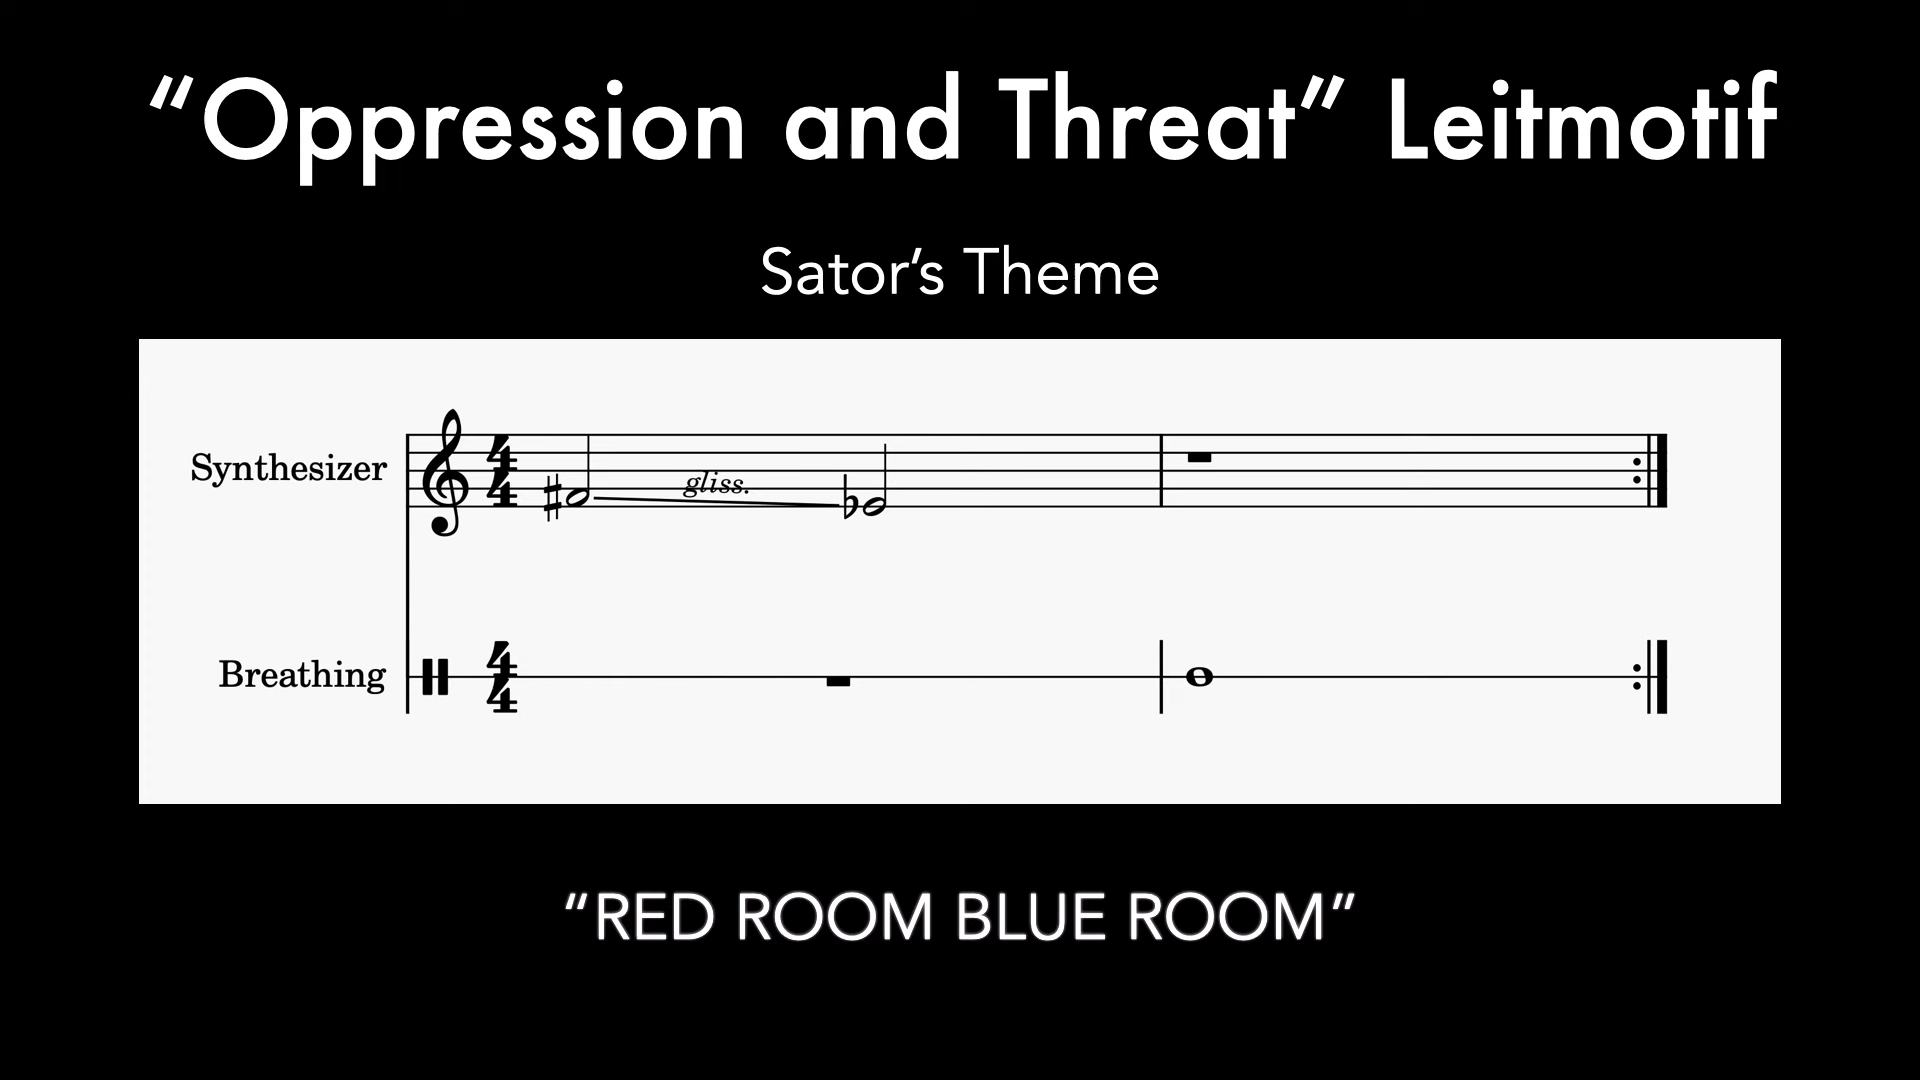 “Oppression and Threat” Leitmotif
Sator’s Theme
Synthesizer
gliss.
Breathing
“RED ROOM BLUE ROOM”